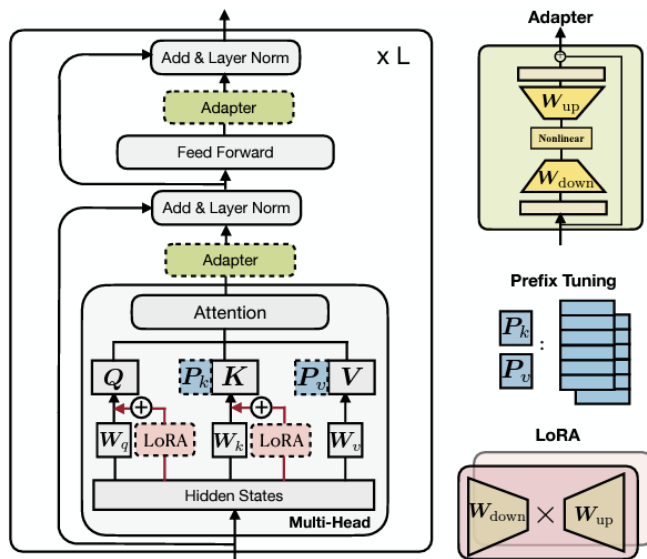 Add & Layer Norm
x L
Adapter
Feed Forward
Add & Layer Norm
Adapter
Attention
Q
P_k
K
P_v
V
W_q
LoRA
W_k
LoRA
W_v
Hidden States
Multi-Head
Adapter
W_up
Nonlinear
W_down
Prefix Tuning
P_k
:
P_v
LoRA
W_down × W_up